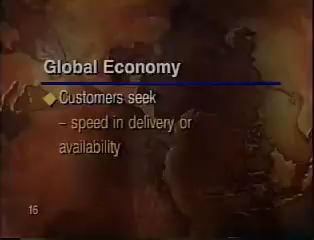 Global Economy
Customers seek
– speed in delivery or
availability
16